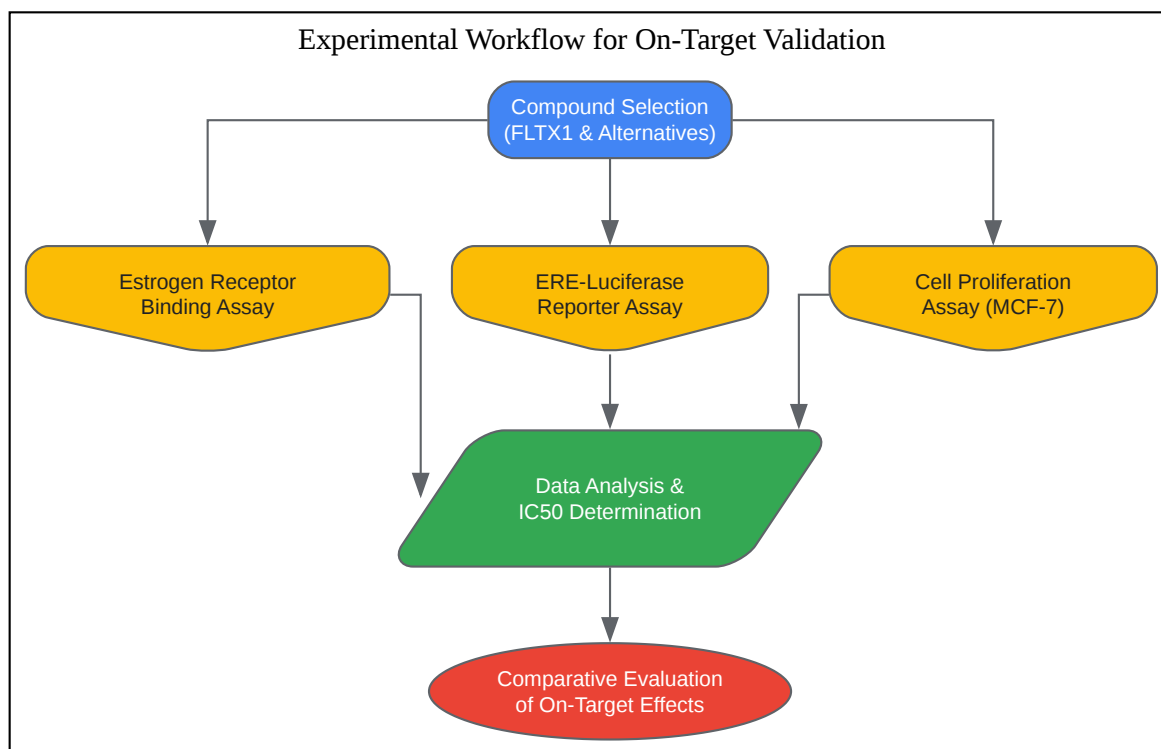 Experimental Workflow for On-Target Validation
Compound Selection
(FLTX1 & Alternatives)
Estrogen Receptor
Binding Assay
ERE-Luciferase
Reporter Assay
Cell Proliferation
Assay (MCF-7)
Data Analysis &
IC50 Determination
Comparative Evaluation
of On-Target Effects